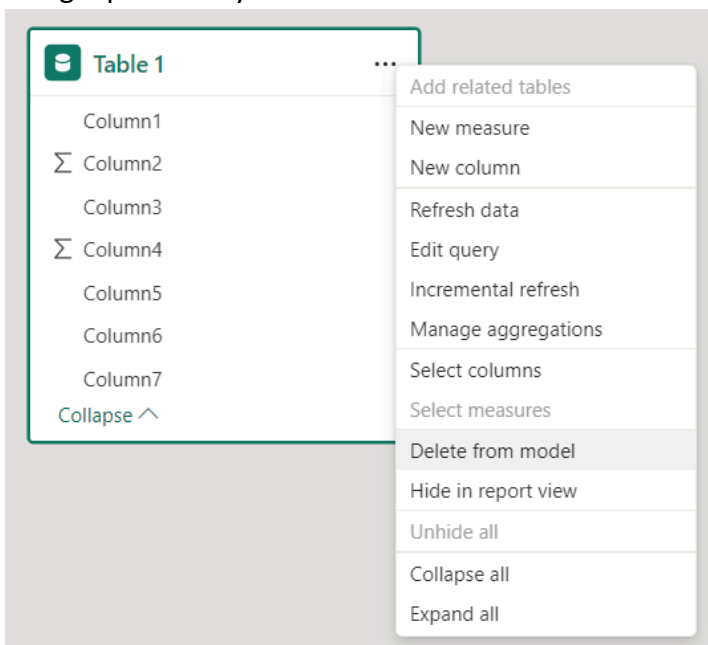 Table 1
...
Column1
∑ Column2
Column3
∑ Column4
Column5
Column6
Column7
Collapse
Add related tables
New measure
New column
Refresh data
Edit query
Incremental refresh
Manage aggregations
Select columns
Select measures
Delete from model
Hide in report view
Unhide all
Collapse all
Expand all